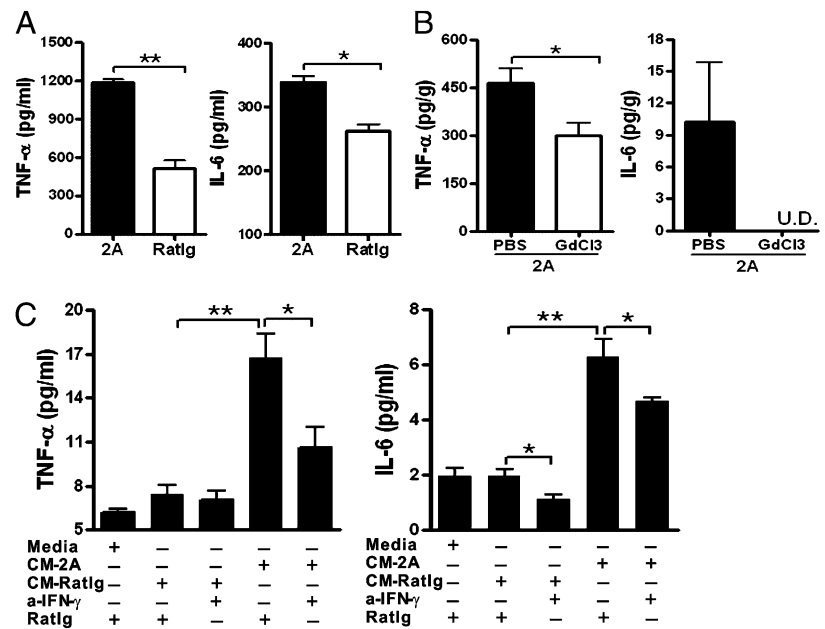 A
B
TNF-α (pg/ml)
1500
1200
900
600
300
0
**
2A
RatIg
IL-6 (pg/ml)
400
300
200
100
*
2A
RatIg
TNF-α (pg/g)
600
450
300
150
0
*
PBS
GdCl3
2A
IL-6 (pg/g)
18
15
12
9
6
3
0
U.D.
PBS
GdCl3
2A
C
TNF-α (pg/ml)
20
17
14
11
8
5
**
*
Media + – – – –
CM-2A – – – + +
CM-RatIg – + + – –
a-IFN-γ – – + – +
RatIg + + – + –
IL-6 (pg/ml)
8
6
4
2
0
**
*
*
Media + – – – –
CM-2A – – – + +
CM-RatIg – + + – –
a-IFN-γ – – + – +
RatIg + + – + –